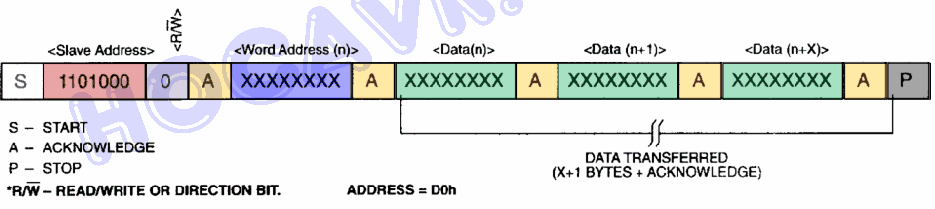 <Slave Address> <R/W̅> <Word Address (n)> <Data(n)> <Data (n+1)> <Data (n+X)>
S 1101000 0 A XXXXXXXX A XXXXXXXX A XXXXXXXX A XXXXXXXX A P
S – START
A – ACKNOWLEDGE
P – STOP
DATA TRANSFERRED
(X+1 BYTES + ACKNOWLEDGE)
*R/W̅ – READ/WRITE OR DIRECTION BIT. ADDRESS = D0h
HOCAVR.